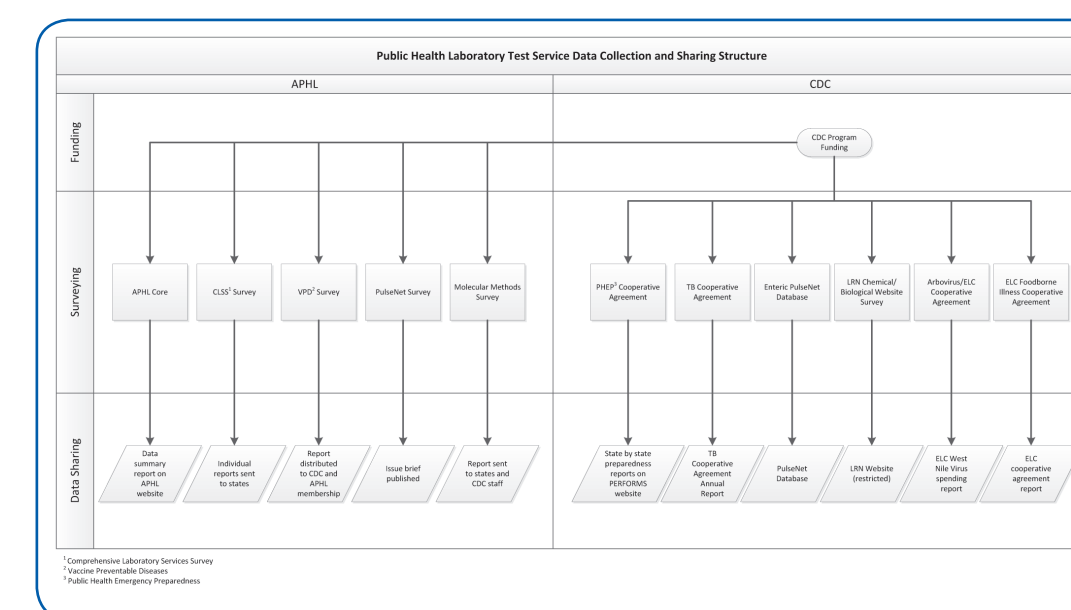 Public Health Laboratory Test Service Data Collection and Sharing Structure
APHL
CDC
Funding
CDC Program
Funding
Surveying
APHL Core
CLSS¹ Survey
VPD² Survey
PulseNet Survey
Molecular Methods
Survey
PHEP³ Cooperative
Agreement
TB Cooperative
Agreement
Enteric PulseNet
Database
LRN Chemical/
Biological Website
Survey
Arbovirus/ELC
Cooperative
Agreement
ELC Foodborne
Illness Cooperative
Agreement
Data Sharing
Data
summary
report on
APHL
website
Individual
reports sent
to states
Report
distributed
to CDC and
APHL
membership
Issue brief
published
Report sent
to states and
CDC staff
State by state
preparedness
reports on
PERFORMS
website
TB
Cooperative
Agreement
Annual
Report
PulseNet
Database
LRN Website
(restricted)
ELC West
Nile Virus
spending
report
ELC
cooperative
agreement
report
¹ Comprehensive Laboratory Services Survey
² Vaccine Preventable Diseases
³ Public Health Emergency Preparedness